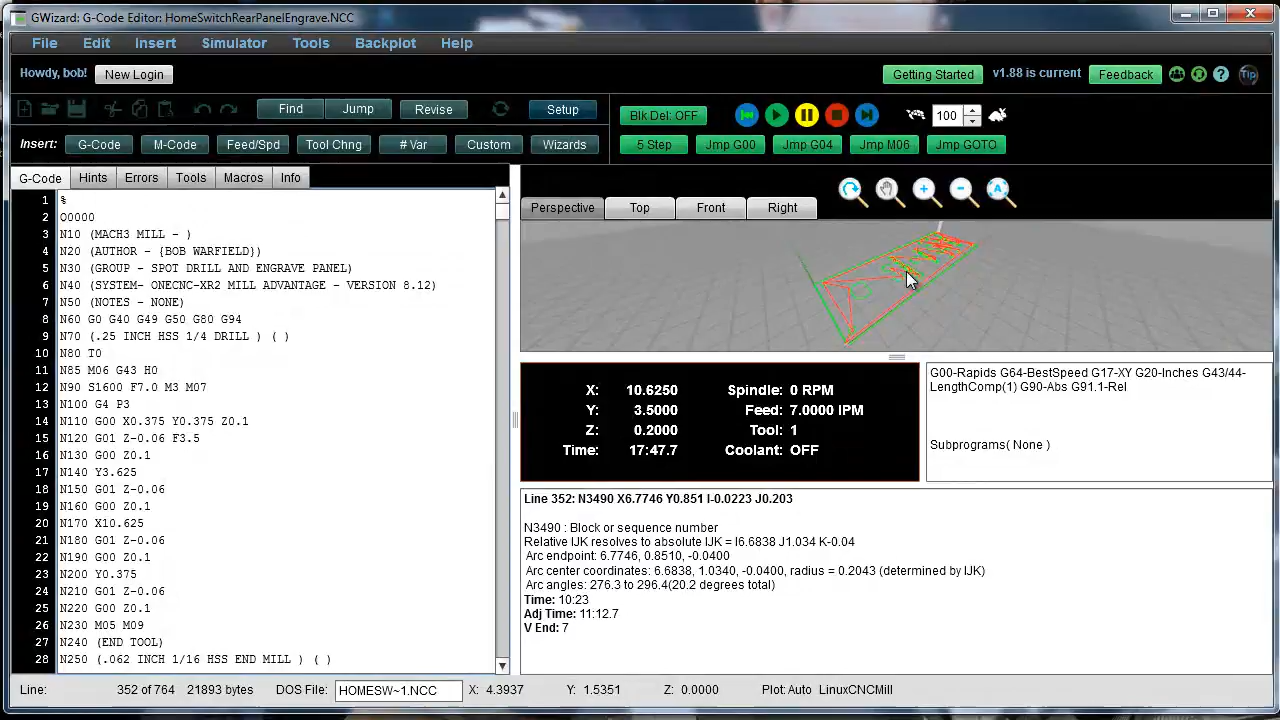 GWizard: G-Code Editor: HomeSwitchRearPanelEngrave.NCC
File Edit Insert Simulator Tools Backplot Help
Howdy, bob! New Login
Getting Started v1.88 is current Feedback ? Tip
Find Jump Revise Setup
Blk Del: OFF 100
Insert: G-Code M-Code Feed/Spd Tool Chng # Var Custom Wizards
5 Step Jmp G00 Jmp G04 Jmp M06 Jmp GOTO
G-Code Hints Errors Tools Macros Info
1 %
2 O0000
3 N10 (MACH3 MILL - )
4 N20 (AUTHOR - {BOB WARFIELD})
5 N30 (GROUP - SPOT DRILL AND ENGRAVE PANEL)
6 N40 (SYSTEM- ONECNC-XR2 MILL ADVANTAGE - VERSION 8.12)
7 N50 (NOTES - NONE)
8 N60 G0 G40 G49 G50 G80 G94
9 N70 (.25 INCH HSS 1/4 DRILL ) ( )
10 N80 T0
11 N85 M06 G43 H0
12 N90 S1600 F7.0 M3 M07
13 N100 G4 P3
14 N110 G00 X0.375 Y0.375 Z0.1
15 N120 G01 Z-0.06 F3.5
16 N130 G00 Z0.1
17 N140 Y3.625
18 N150 G01 Z-0.06
19 N160 G00 Z0.1
20 N170 X10.625
21 N180 G01 Z-0.06
22 N190 G00 Z0.1
23 N200 Y0.375
24 N210 G01 Z-0.06
25 N220 G00 Z0.1
26 N230 M05 M09
27 N240 (END TOOL)
28 N250 (.062 INCH 1/16 HSS END MILL ) ( )
Perspective Top Front Right
A
X: 10.6250 Spindle: 0 RPM
Y: 3.5000 Feed: 7.0000 IPM
Z: 0.2000 Tool: 1
Time: 17:47.7 Coolant: OFF
G00-Rapids G64-BestSpeed G17-XY G20-Inches G43/44-
LengthComp(1) G90-Abs G91.1-Rel
Subprograms( None )
Line 352: N3490 X6.7746 Y0.851 I-0.0223 J0.203
N3490 : Block or sequence number
Relative IJK resolves to absolute IJK = I6.6838 J1.034 K-0.04
Arc endpoint: 6.7746, 0.8510, -0.0400
Arc center coordinates: 6.6838, 1.0340, -0.0400, radius = 0.2043 (determined by IJK)
Arc angles: 276.3 to 296.4(20.2 degrees total)
Time: 10:23
Adj Time: 11:12.7
V End: 7
Line: 352 of 764 21893 bytes DOS File: HOMESW~1.NCC X: 4.3937 Y: 1.5351 Z: 0.0000 Plot: Auto LinuxCNCMill